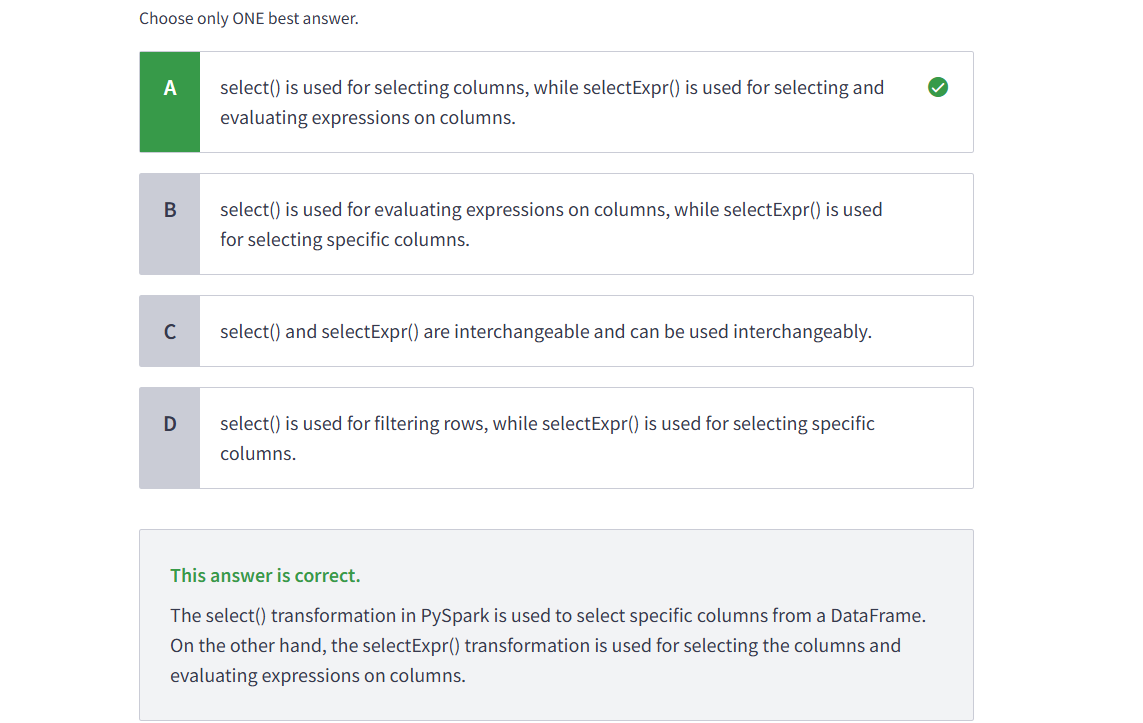 Choose only ONE best answer.
A
select() is used for selecting columns, while selectExpr() is used for selecting and
evaluating expressions on columns.
B
select() is used for evaluating expressions on columns, while selectExpr() is used
for selecting specific columns.
C
select() and selectExpr() are interchangeable and can be used interchangeably.
D
select() is used for filtering rows, while selectExpr() is used for selecting specific
columns.
This answer is correct.
The select() transformation in PySpark is used to select specific columns from a DataFrame.
On the other hand, the selectExpr() transformation is used for selecting the columns and
evaluating expressions on columns.